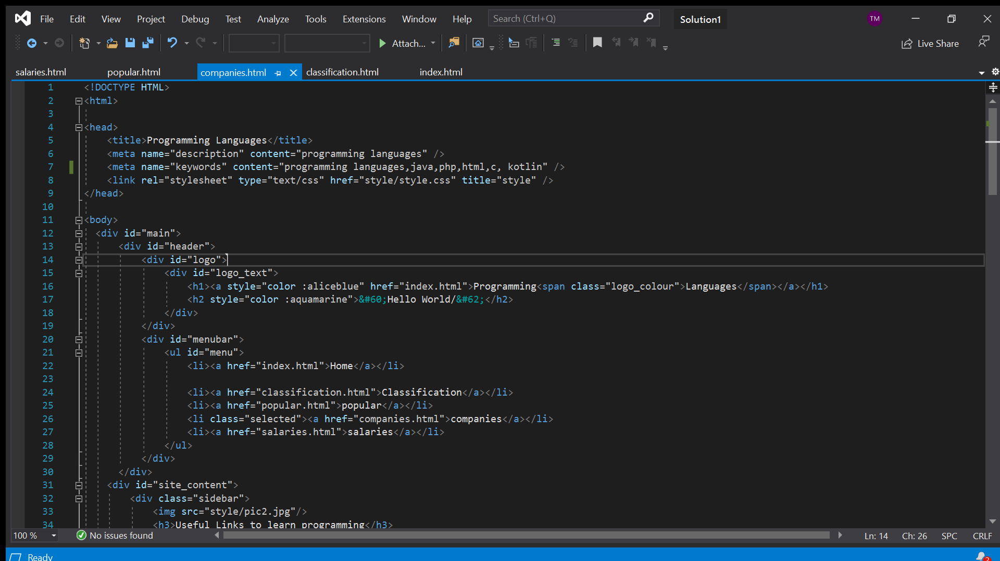 File Edit View Project Debug Test Analyze Tools Extensions Window Help Search (Ctrl+Q) Solution1 TM
Attach... Live Share
salaries.html popular.html companies.html classification.html index.html
1 <!DOCTYPE HTML>
2 <html>
3
4 <head>
5 <title>Programming Languages</title>
6 <meta name="description" content="programming languages" />
7 <meta name="keywords" content="programming languages,java,php,html,c, kotlin" />
8 <link rel="stylesheet" type="text/css" href="style/style.css" title="style" />
9 </head>
10
11 <body>
12 <div id="main">
13 <div id="header">
14 <div id="logo">
15 <div id="logo_text">
16 <h1><a style="color :aliceblue" href="index.html">Programming<span class="logo_colour">Languages</span></a></h1>
17 <h2 style="color :aquamarine">&#60;Hello World/&#62;</h2>
18 </div>
19 </div>
20 <div id="menubar">
21 <ul id="menu">
22 <li><a href="index.html">Home</a></li>
23
24 <li><a href="classification.html">Classification</a></li>
25 <li><a href="popular.html">popular</a></li>
26 <li class="selected"><a href="companies.html">companies</a></li>
27 <li><a href="salaries.html">salaries</a></li>
28 </ul>
29 </div>
30 </div>
31 <div id="site_content">
32 <div class="sidebar">
33 <img src="style/pic2.jpg"/>
34 <h3>Useful Links to learn programming</h3>
100 % No issues found Ln: 14 Ch: 26 SPC CRLF
Ready 2